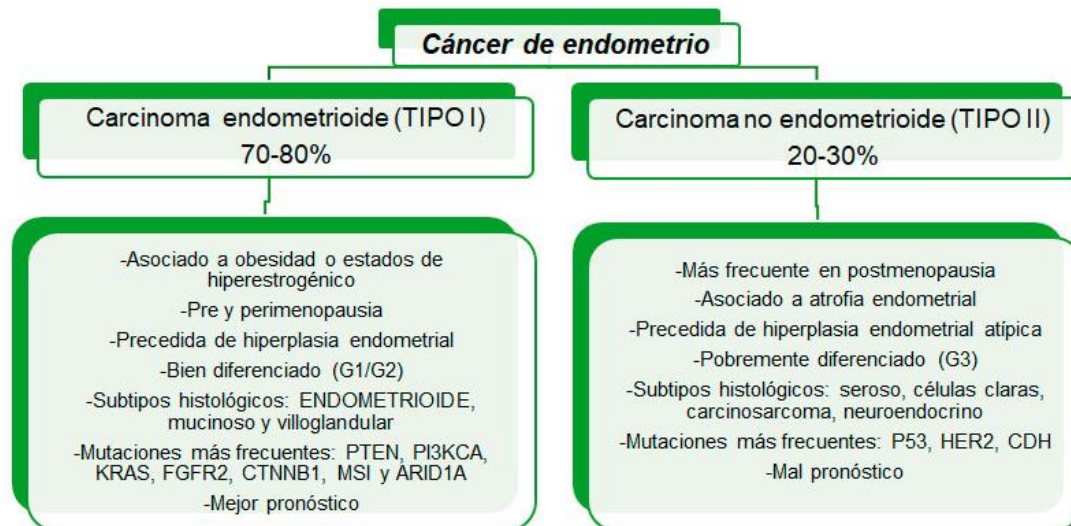 Cáncer de endometrio
Carcinoma endometrioide (TIPO I)
70-80%
Carcinoma no endometrioide (TIPO II)
20-30%
-Asociado a obesidad o estados de
hiperestrogénico
-Pre y perimenopausia
-Precedida de hiperplasia endometrial
-Bien diferenciado (G1/G2)
-Subtipos histológicos: ENDOMETRIOIDE,
mucinoso y villoglandular
-Mutaciones más frecuentes: PTEN, PI3KCA,
KRAS, FGFR2, CTNNB1, MSI y ARID1A
-Mejor pronóstico
-Más frecuente en postmenopausia
-Asociado a atrofia endometrial
-Precedida de hiperplasia endometrial atípica
-Pobremente diferenciado (G3)
-Subtipos histológicos: seroso, células claras,
carcinosarcoma, neuroendocrino
-Mutaciones más frecuentes: P53, HER2, CDH
-Mal pronóstico